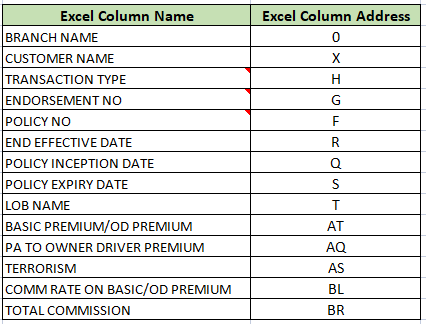 Excel Column Name Excel Column Address
BRANCH NAME 0
CUSTOMER NAME X
TRANSACTION TYPE H
ENDORSEMENT NO G
POLICY NO F
END EFFECTIVE DATE R
POLICY INCEPTION DATE Q
POLICY EXPIRY DATE S
LOB NAME T
BASIC PREMIUM/OD PREMIUM AT
PA TO OWNER DRIVER PREMIUM AQ
TERRORISM AS
COMM RATE ON BASIC/OD PREMIUM BL
TOTAL COMMISSION BR